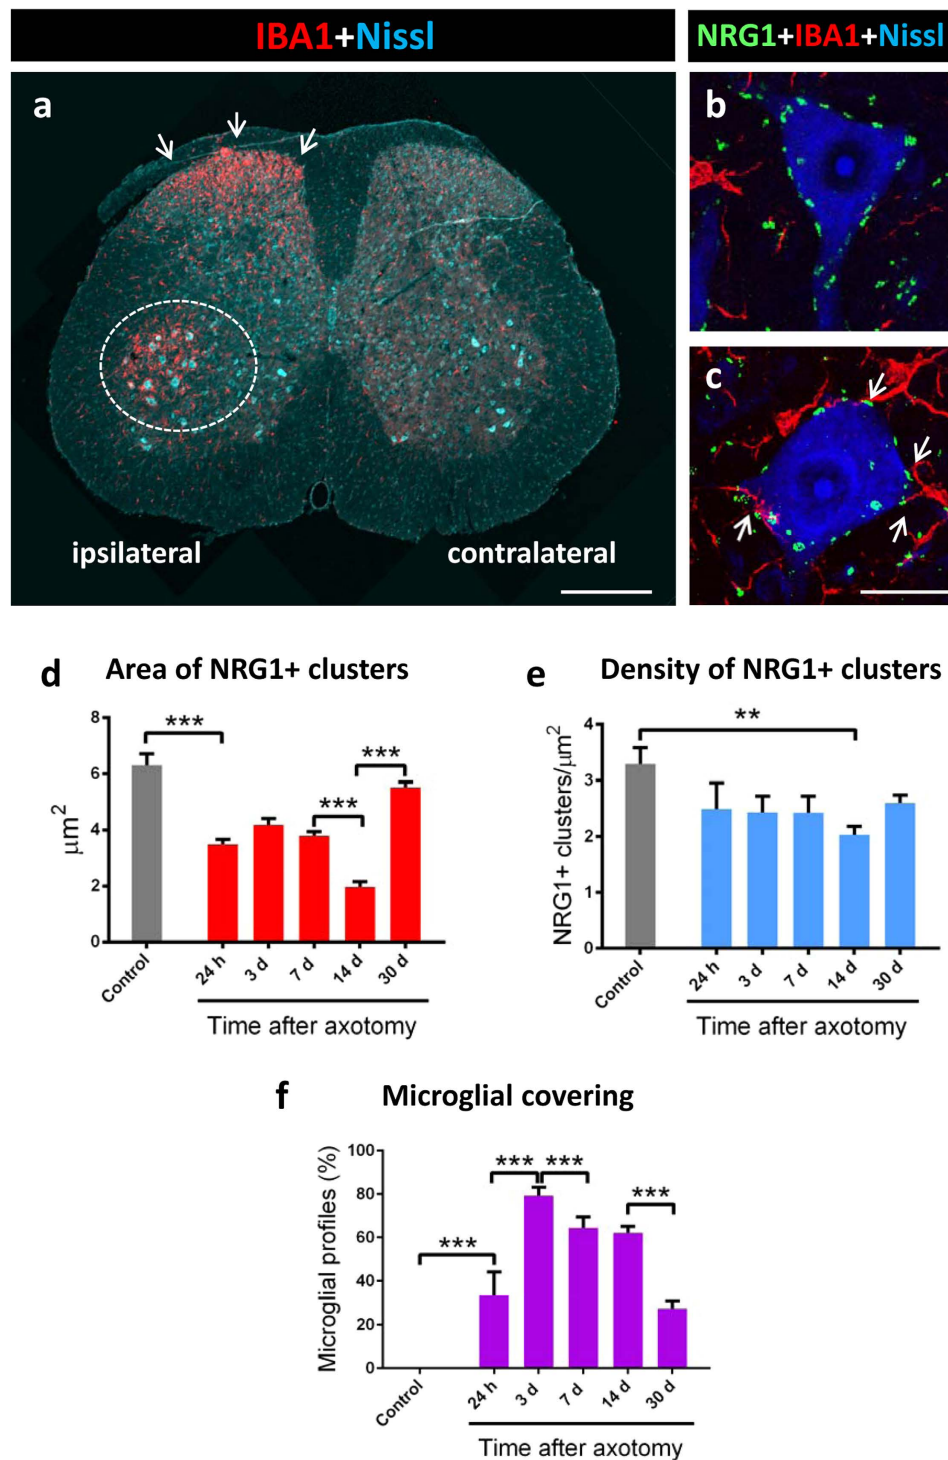 IBA1+Nissl
NRG1+IBA1+Nissl
a
b
c
ipsilateral
contralateral
d Area of NRG1+ clusters
μm²
8
6
4
2
0
***
***
***
Control
24 h
3 d
7 d
14 d
30 d
Time after axotomy
e Density of NRG1+ clusters
NRG1+ clusters/μm²
4
3
2
1
0
**
Control
24 h
3 d
7 d
14 d
30 d
Time after axotomy
f Microglial covering
Microglial profiles (%)
100
80
60
40
20
0
***
***
***
***
Control
24 h
3 d
7 d
14 d
30 d
Time after axotomy